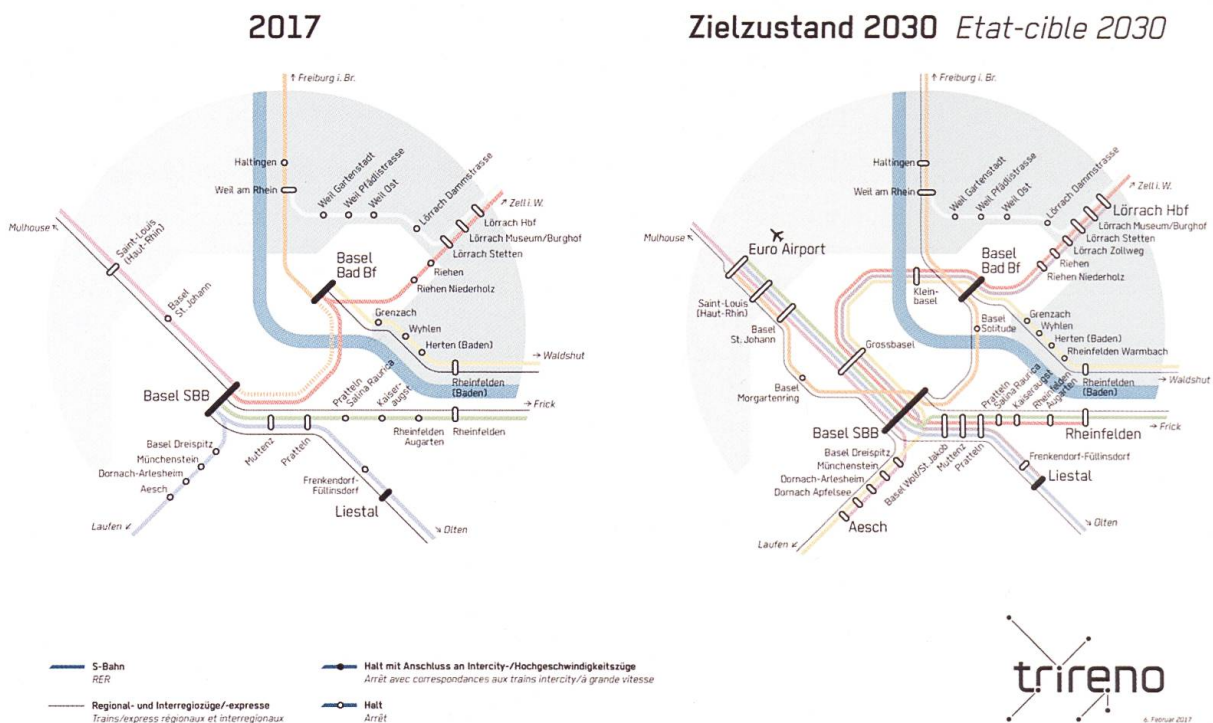 2017
↑ Freiburg i. Br.
Haltingen
Weil am Rhein
Weil Gartenstadt
Weil Pfädlistrasse
Weil Ost
Lörrach Dammstrasse
↗ Zell i. W.
Lörrach Hbf
Lörrach Museum/Burghof
Lörrach Stetten
Riehen
Riehen Niederholz
Mulhouse ↖
Saint-Louis
(Haut-Rhin)
Basel
St. Johann
Basel
Bad Bf
Grenzach
Wyhlen
Herten (Baden)
→ Waldshut
Rheinfelden
(Baden)
Basel SBB
Pratteln
Salina Raurica
Kaiser-
augst
→ Frick
Rheinfelden
Augarten
Rheinfelden
Muttenz
Pratteln
Basel Dreispitz
Münchenstein
Dornach-Arlesheim
Aesch
Laufen ↙
Frenkendorf-
Füllinsdorf
Liestal
↘ Olten
Zielzustand 2030 Etat-cible 2030
↑ Freiburg i. Br.
Haltingen
Weil am Rhein
Weil Gartenstadt
Weil Pfädlistrasse
Weil Ost
Lörrach Dammstrasse
↗ Zell i. W.
Lörrach Hbf
Lörrach Museum/Burghof
Lörrach Stetten
Lörrach Zollweg
Riehen
Riehen Niederholz
Mulhouse ↖
Euro Airport
Saint-Louis
(Haut-Rhin)
Basel
St. Johann
Basel
Morgartenring
Grossbasel
Klein-
basel
Basel
Bad Bf
Basel
Solitude
Grenzach
Wyhlen
Herten (Baden)
Rheinfelden Warmbach
Rheinfelden
(Baden)
→ Waldshut
Basel SBB
Pratteln
Salina Raurica
Kaiseraugst
Rheinfelden
Augarten
Rheinfelden
→ Frick
Basel Wolf/St. Jakob
Muttenz
Pratteln
Basel Dreispitz
Münchenstein
Dornach-Arlesheim
Dornach Apfelsee
Aesch
Laufen ↙
Frenkendorf-Füllinsdorf
Liestal
↘ Olten
S-Bahn
RER
Regional- und Interregiozüge/-expresse
Trains/express régionaux et interregionaux
Halt mit Anschluss an Intercity-/Hochgeschwindigkeitszüge
Arrêt avec correspondances aux trains intercity/à grande vitesse
Halt
Arrêt
trireno
6. Februar 2017